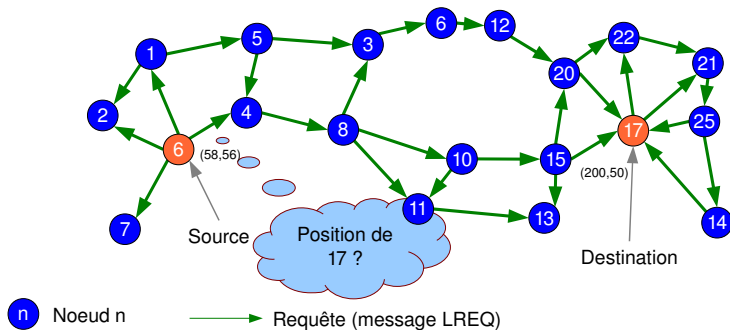 6 12
1 5 3 22
20 21
2 4 8 17 25
6 (58,56) 10 15
(200,50)
7 11 13 14
Source Position de
17 ?
Destination
n Noeud n Requête (message LREQ)